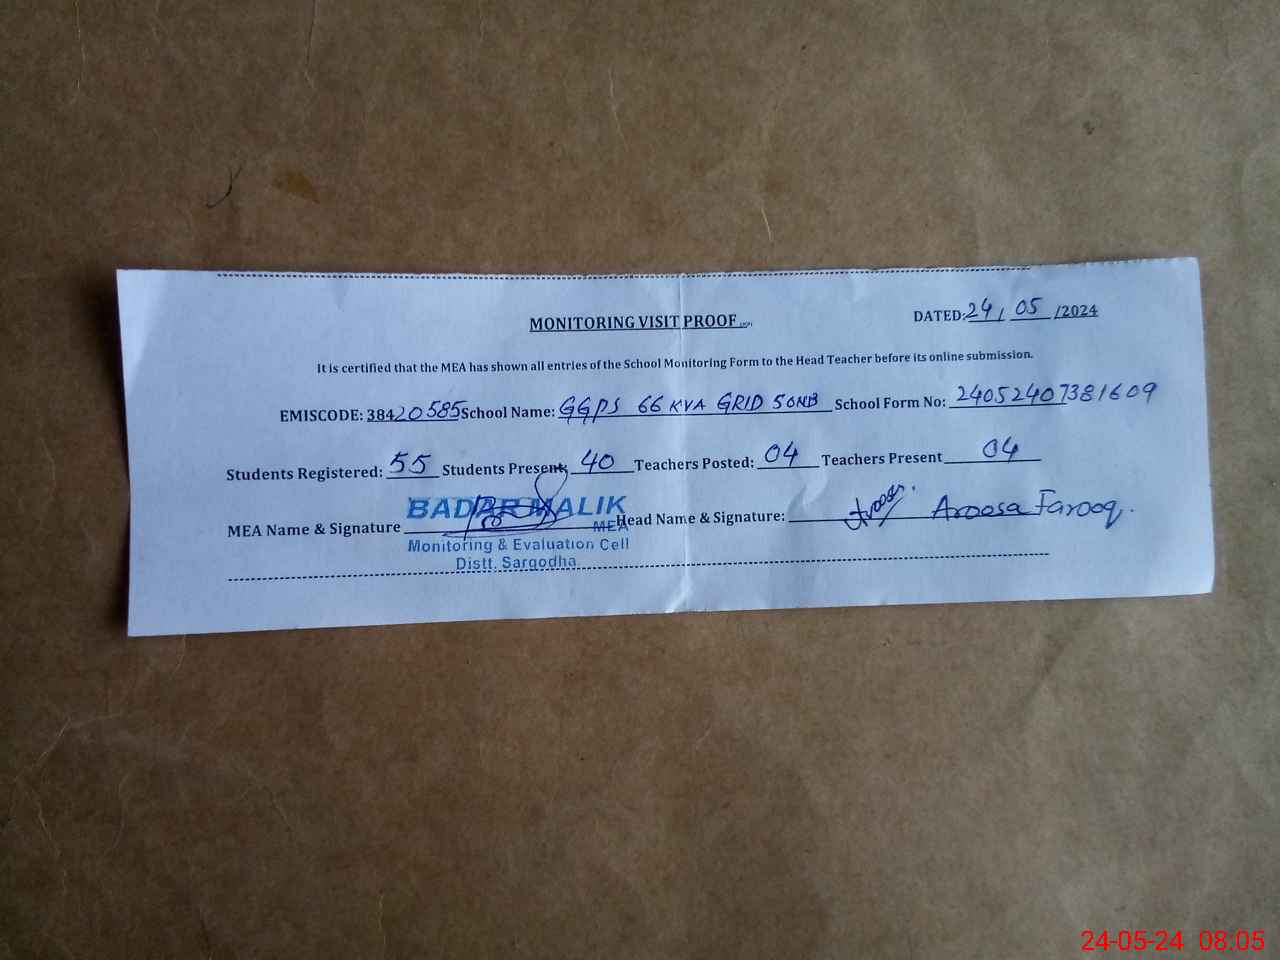 MONITORING VISIT PROOF
DATED: 24 / 05 /2024
It is certified that the MEA has shown all entries of the School Monitoring Form to the Head Teacher before its online submission.
EMISCODE: 38420585 School Name: GGPS 66 KVA GRID 50NB School Form No: 24052407381609
Students Registered: 55 Students Present: 40 Teachers Posted: 04 Teachers Present 04
MEA Name & Signature BADAR MALIK Head Name & Signature: Aroosa Farooq.
MEA
Monitoring & Evaluation Cell
Distt. Sargodha
24-05-24 08:05